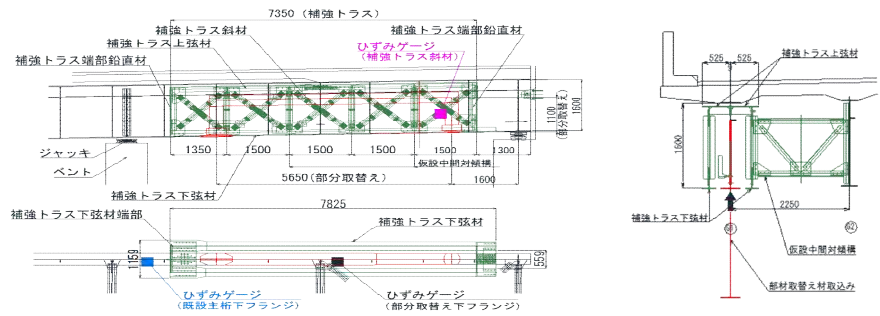 7350(補強トラス)
補強トラス斜材
補強トラス上弦材
補強トラス端部鉛直材
ひずみゲージ
(補強トラス斜材)
補強トラス端部鉛直材
1100
(部分取替え)
1600
1350
1500
1500
1500
1500
1300
ジャッキ
ベント
仮設中間対傾構
5650(部分取替え)
1600
補強トラス下弦材
7825
補強トラス下弦材端部
補強トラス下弦材
1159
559
ひずみゲージ
(既設主桁下フランジ)
ひずみゲージ
(部分取替え下フランジ)
補強トラス上弦材
525
525
1600
2250
補強トラス下弦材
G2
仮設中間対傾構
部材取替え材取込み